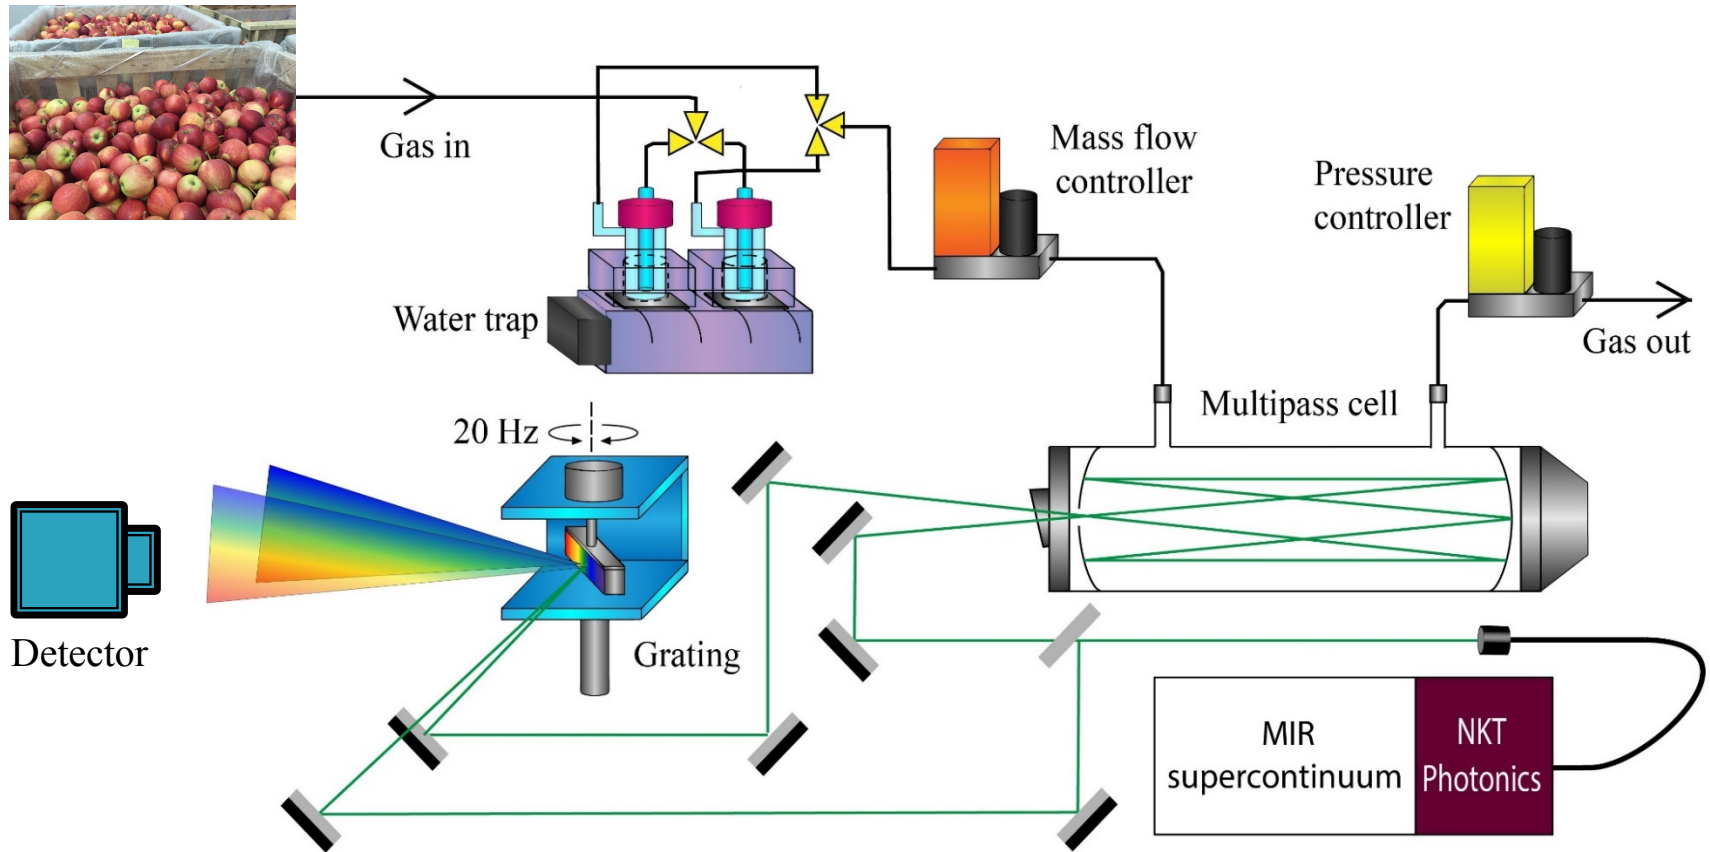 Gas in
Mass flow
controller
Pressure
controller
Water trap
Gas out
Multipass cell
20 Hz
Detector
Grating
MIR
supercontinuum
NKT
Photonics